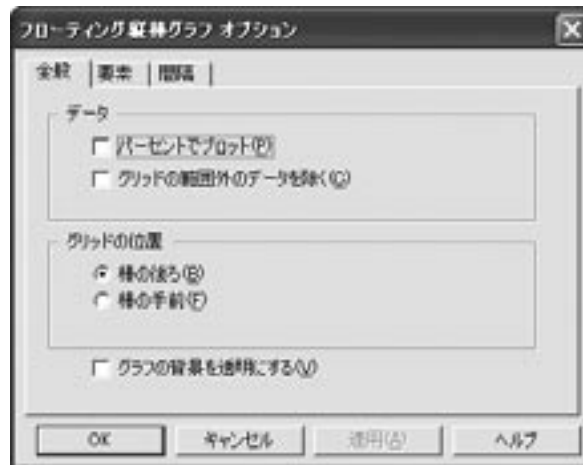 フローティング縦棒グラフ オプション
全般 要素 間隔
データ
パーセントでプロット(P)
グリッドの範囲外のデータを除く(C)
グリッドの位置
棒の後ろ(B)
棒の手前(F)
グラフの背景を透明にする(V)
OK キャンセル 適用(A) ヘルプ